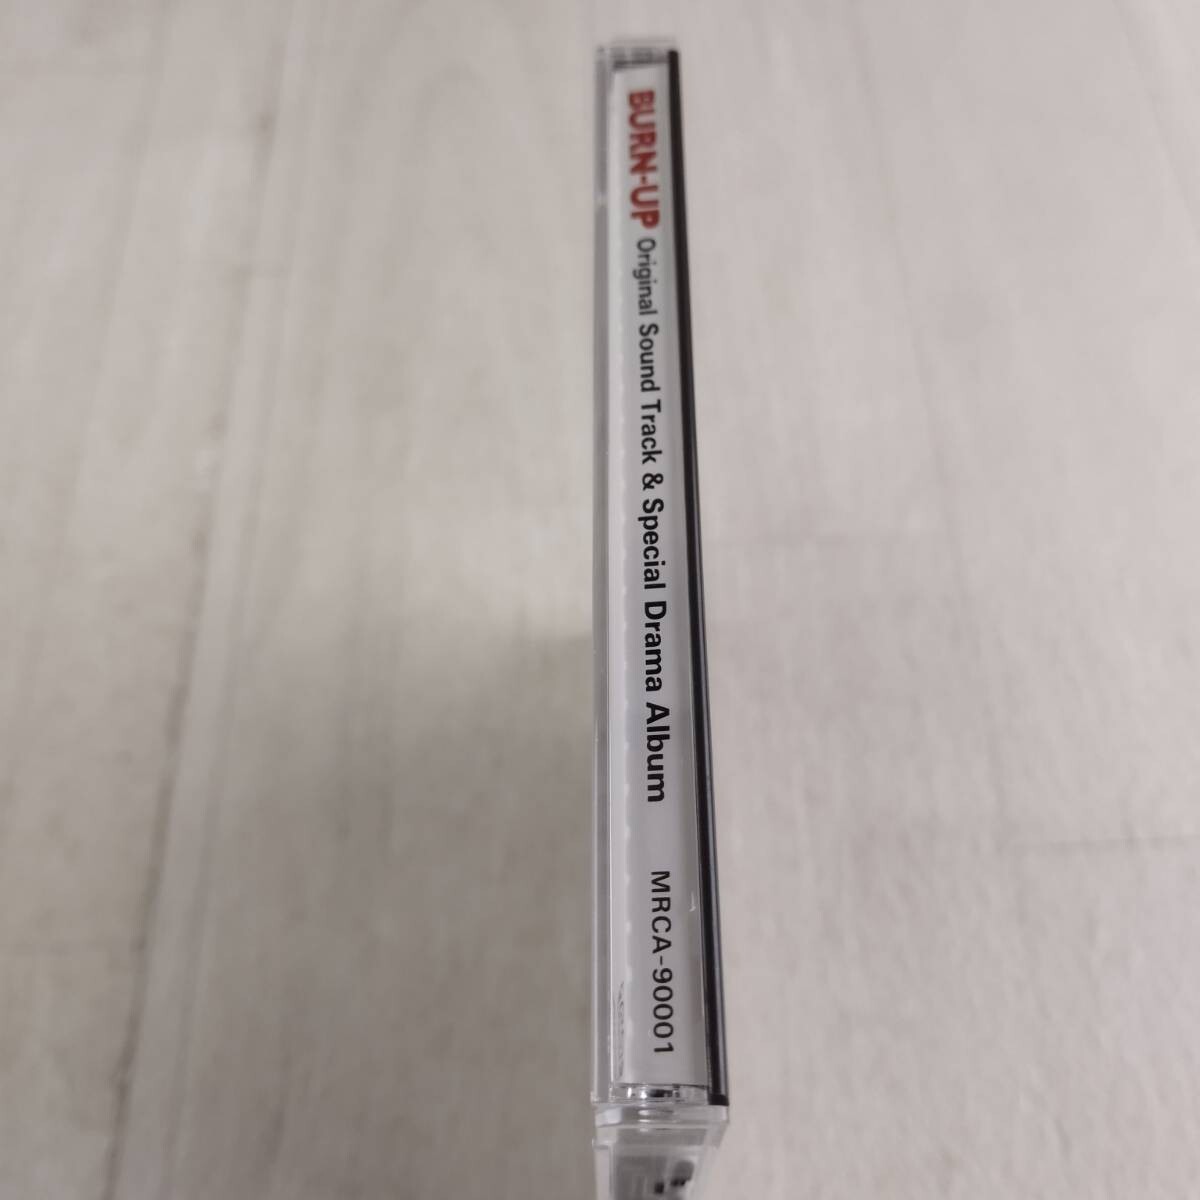 BURN-UP Original Sound Track & Special Drama Album MRCA-90001